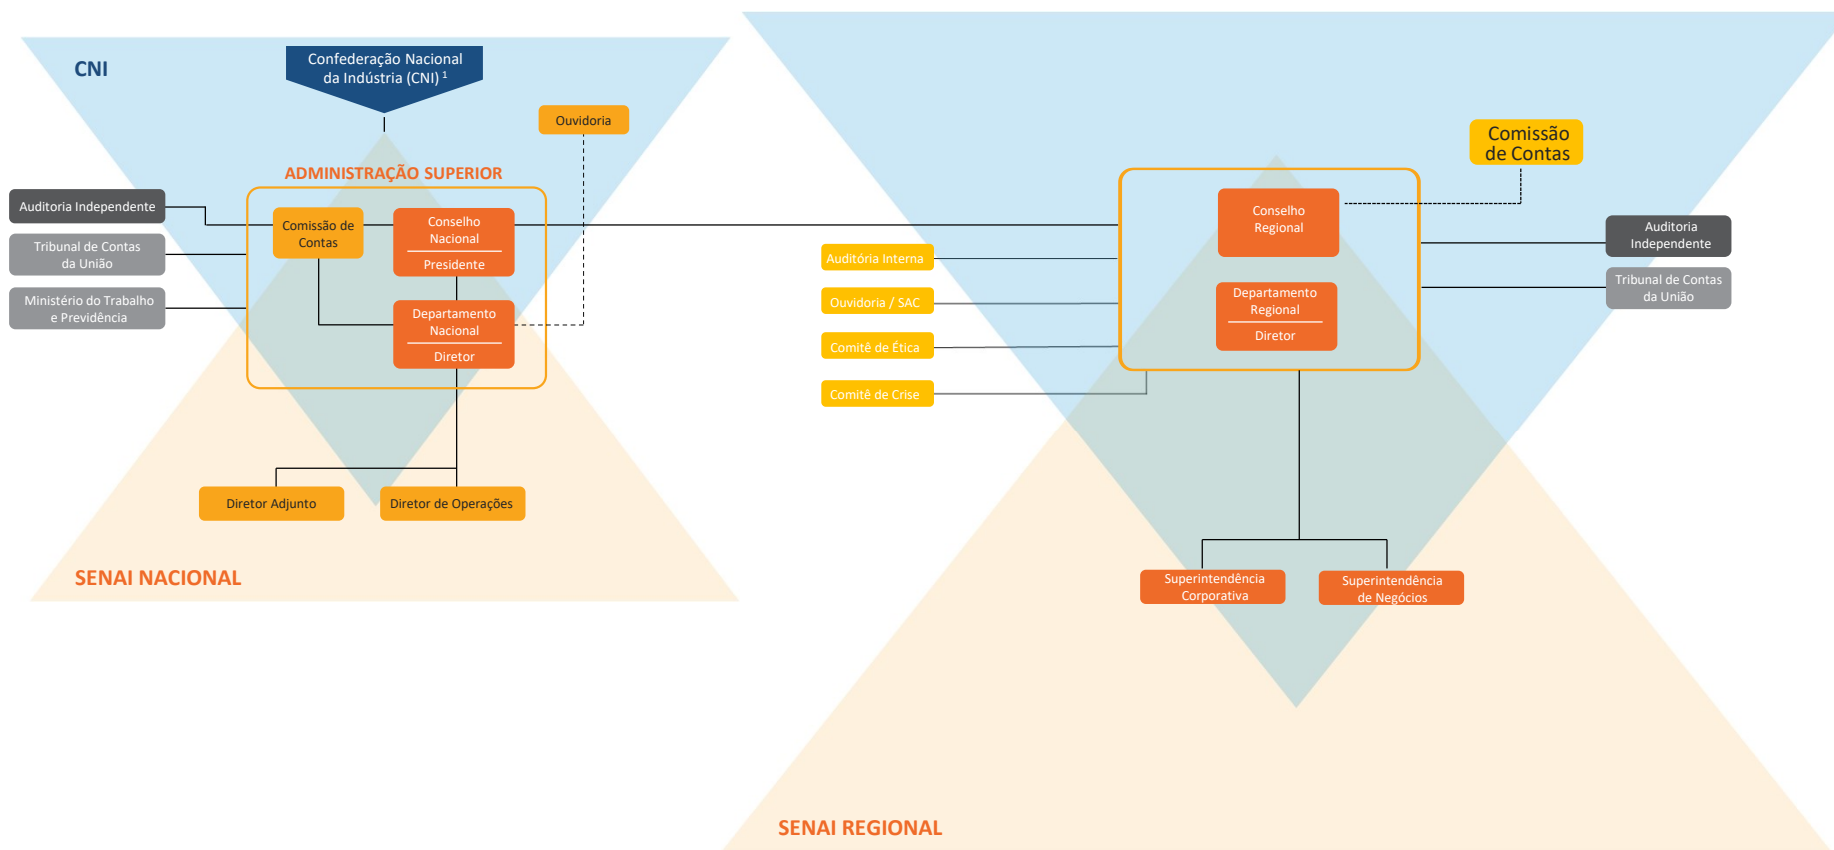 CNI
Confederação Nacional
da Indústria (CNI) 1
Ouvidoria
ADMINISTRAÇÃO SUPERIOR
Auditoria Independente
Tribunal de Contas
da União
Ministério do Trabalho
e Previdência
Comissão de
Contas
Conselho
Nacional
Presidente
Departamento
Nacional
Diretor
Diretor Adjunto
Diretor de Operações
SENAI NACIONAL
Comissão
de Contas
Conselho
Regional
Departamento
Regional
Diretor
Auditória Interna
Ouvidoria / SAC
Comitê de Ética
Comitê de Crise
Auditoria
Independente
Tribunal de Contas
da União
Superintendência
Corporativa
Superintendência
de Negócios
SENAI REGIONAL